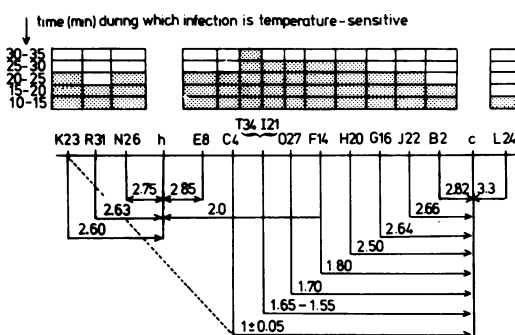 time (min) during which infection is temperature-sensitive
30-35
25-30
20-25
15-20
10-15
T34 I21
K23 R31 N26 h E8 C4 O27 F14 H20 G16 J22 B2 c L24
2.75 2.85 2.82 3.3
2.63 2.0 2.66
2.60 2.64
2.50
1.80
1.70
1.65-1.55
1±0.05